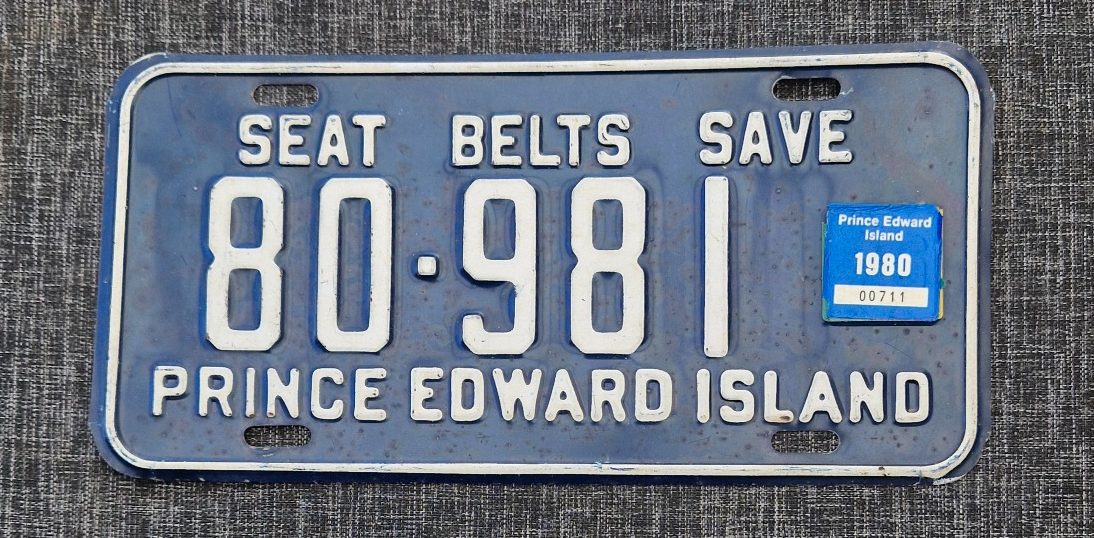 SEAT BELTS SAVE
80·981
Prince Edward
Island
1980
00711
PRINCE EDWARD ISLAND